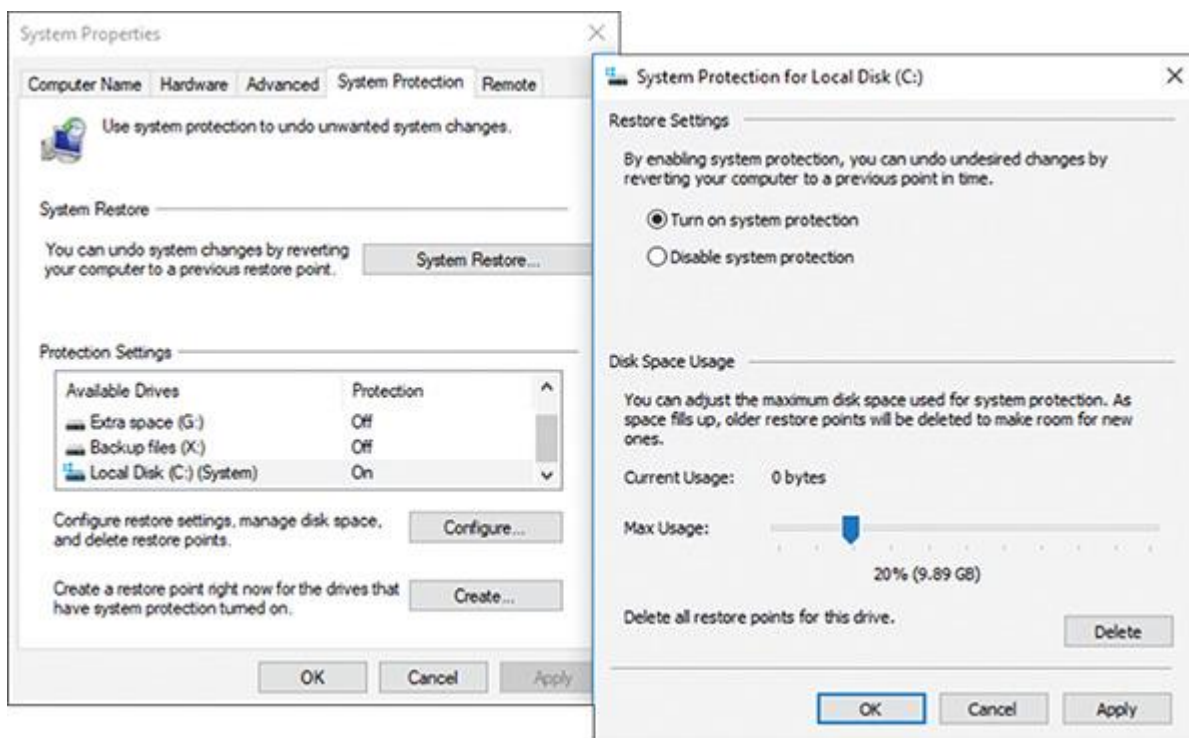 System Properties
Computer Name Hardware Advanced System Protection Remote
Use system protection to undo unwanted system changes.
System Restore
You can undo system changes by reverting
your computer to a previous restore point.
System Restore...
Protection Settings
Available Drives Protection
Extra space (G:) Off
Backup files (X:) Off
Local Disk (C:) (System) On
Configure restore settings, manage disk space,
and delete restore points.
Configure...
Create a restore point right now for the drives that
have system protection turned on.
Create...
OK Cancel Apply
System Protection for Local Disk (C:)
Restore Settings
By enabling system protection, you can undo undesired changes by
reverting your computer to a previous point in time.
Turn on system protection
Disable system protection
Disk Space Usage
You can adjust the maximum disk space used for system protection. As
space fills up, older restore points will be deleted to make room for new
ones.
Current Usage: 0 bytes
Max Usage:
20% (9.89 GB)
Delete all restore points for this drive.
Delete
OK Cancel Apply